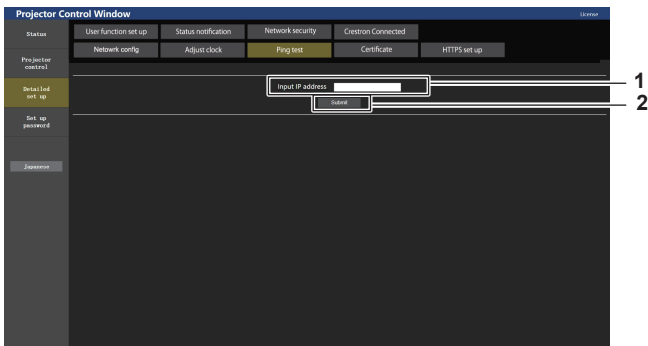 Projector Control Window
License
Status
User function set up
Status notification
Network security
Crestron Connected
Netowrk config
Adjust clock
Ping test
Certificate
HTTPS set up
Projector
control
Detailed
set up
Set up
password
Japanese
Input IP address
1
Submit
2